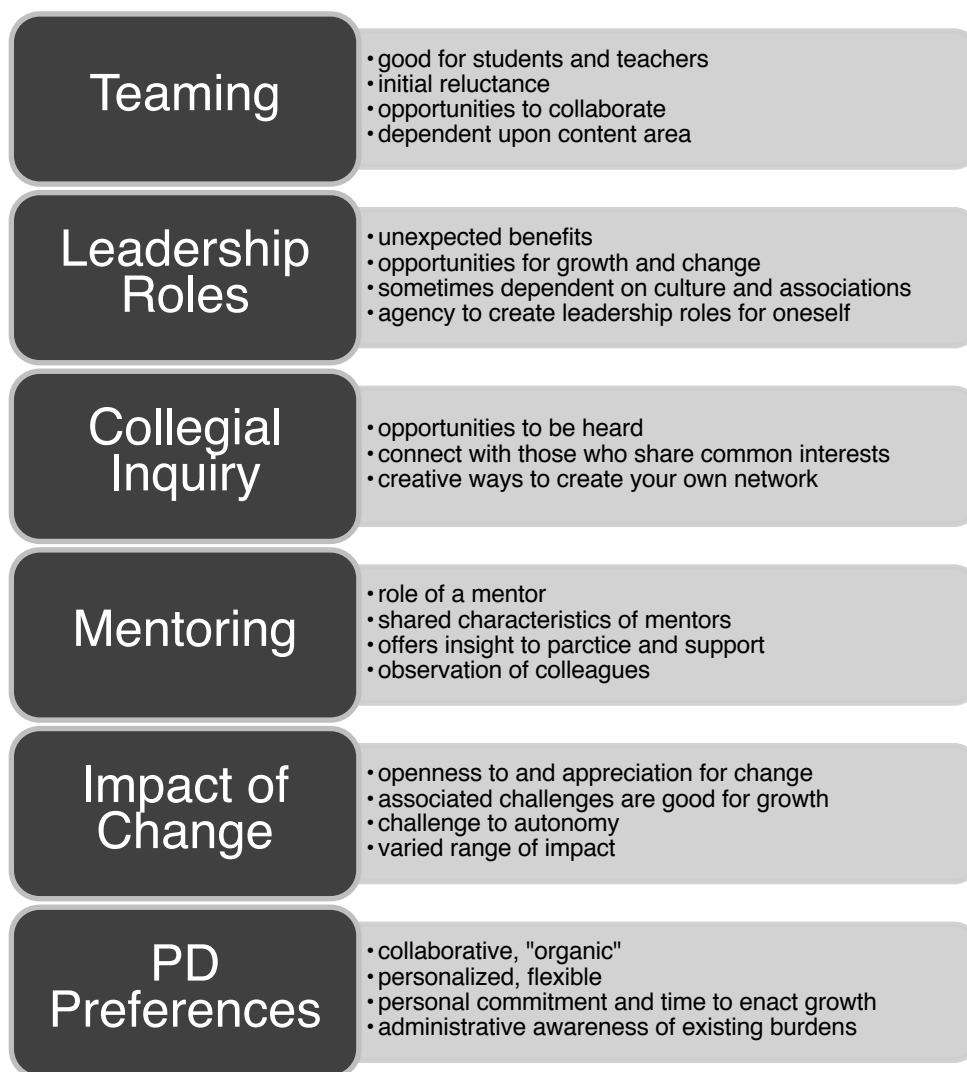 Teaming
• good for students and teachers
• initial reluctance
• opportunities to collaborate
• dependent upon content area
Leadership
Roles
• unexpected benefits
• opportunities for growth and change
• sometimes dependent on culture and associations
• agency to create leadership roles for oneself
Collegial
Inquiry
• opportunities to be heard
• connect with those who share common interests
• creative ways to create your own network
Mentoring
• role of a mentor
• shared characteristics of mentors
• offers insight to parctice and support
• observation of colleagues
Impact of
Change
• openness to and appreciation for change
• associated challenges are good for growth
• challenge to autonomy
• varied range of impact
PD
Preferences
• collaborative, "organic"
• personalized, flexible
• personal commitment and time to enact growth
• administrative awareness of existing burdens